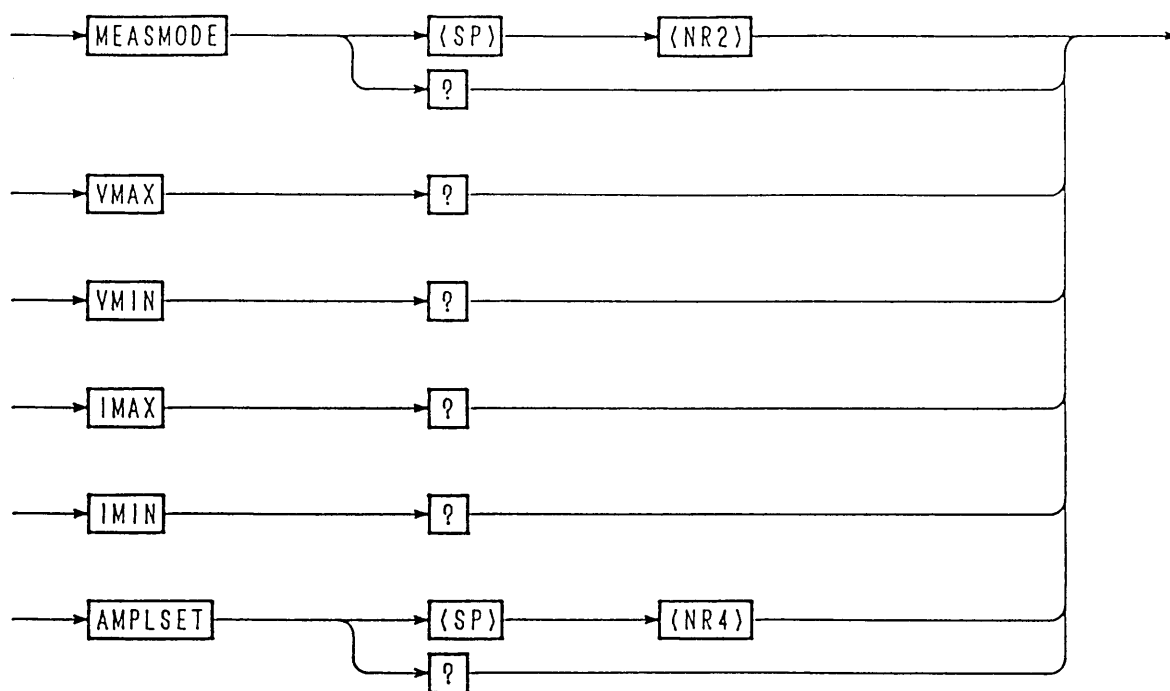 MEASMODE <SP> <NR2>
?
VMAX ?
VMIN ?
IMAX ?
IMIN ?
AMPLSET <SP> <NR4>
?